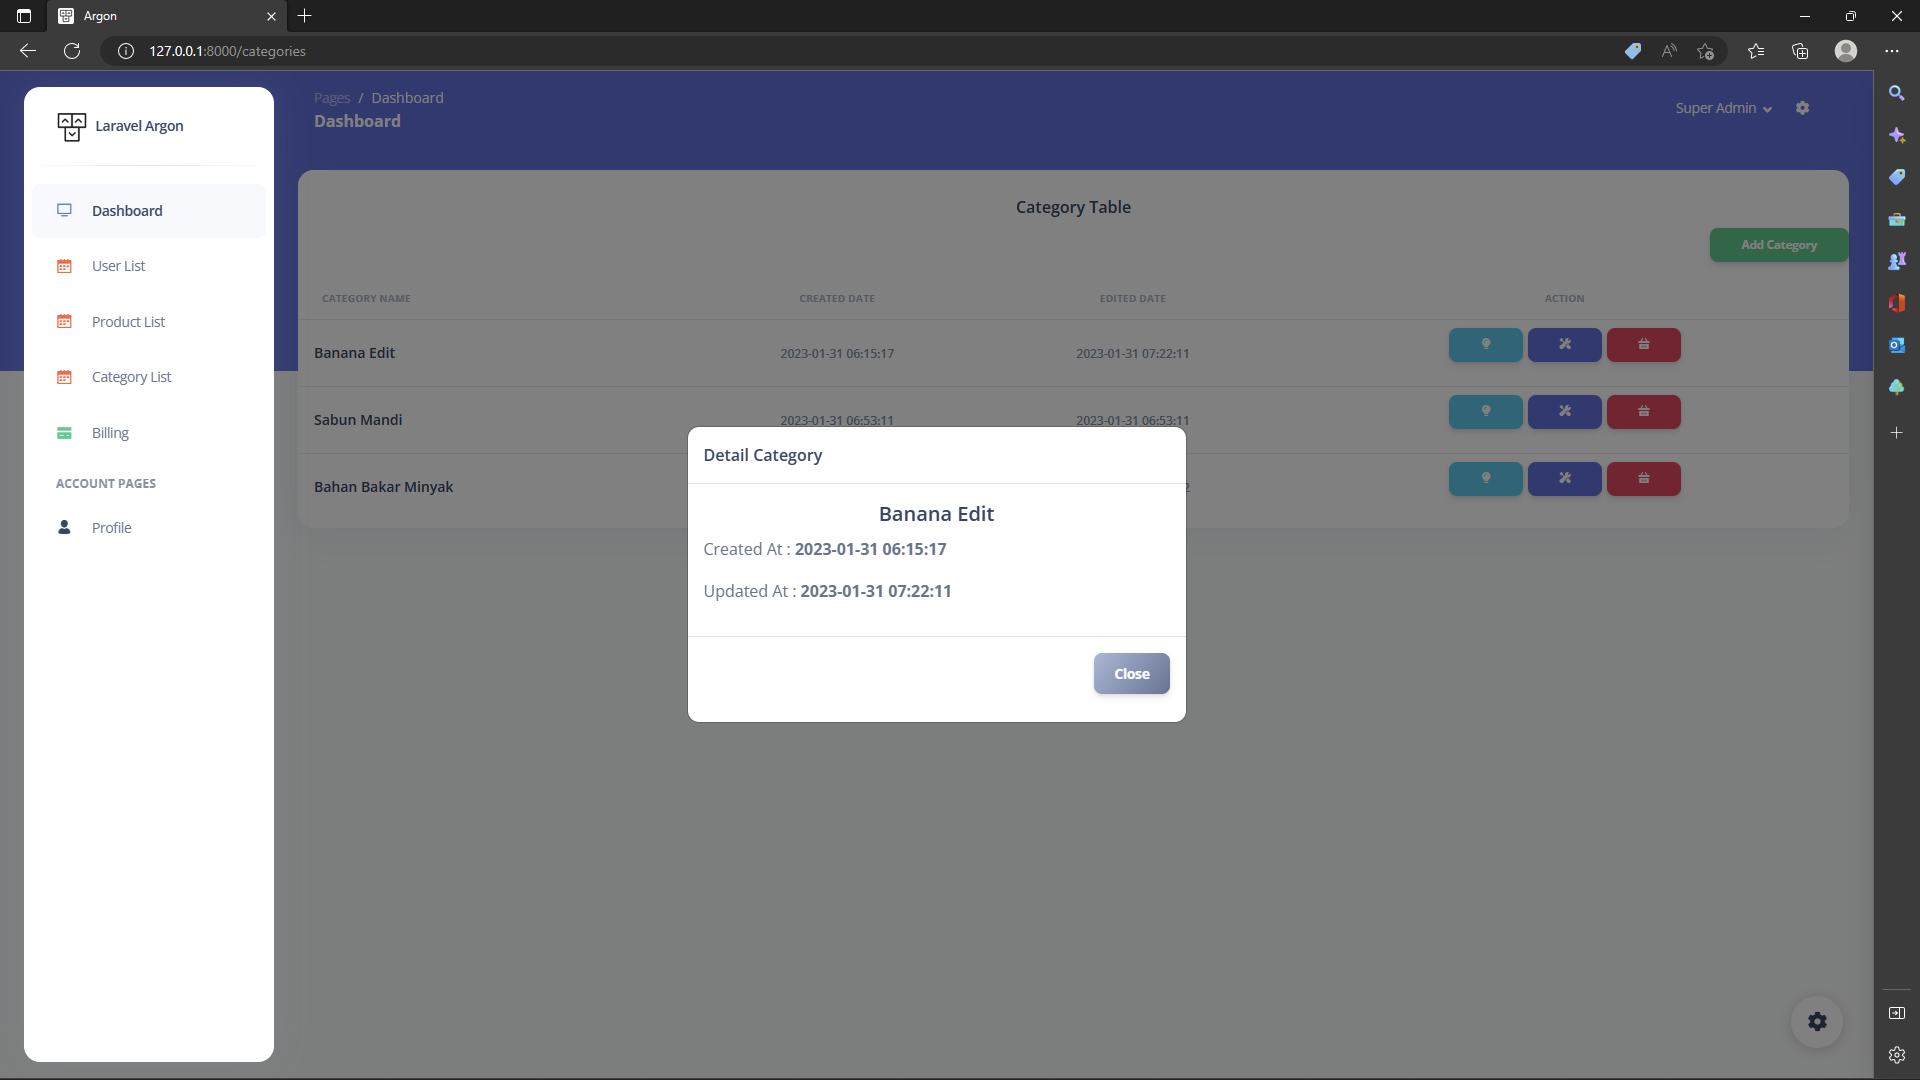 Argon
127.0.0.1:8000/categories
Laravel Argon
Dashboard
User List
Product List
Category List
Billing
ACCOUNT PAGES
Profile
Pages / Dashboard
Dashboard
Super Admin
Category Table
Add Category
CATEGORY NAME CREATED DATE EDITED DATE ACTION
Banana Edit 2023-01-31 06:15:17 2023-01-31 07:22:11
Sabun Mandi 2023-01-31 06:53:11 2023-01-31 06:53:11
Bahan Bakar Minyak 2
Detail Category
Banana Edit
Created At : 2023-01-31 06:15:17
Updated At : 2023-01-31 07:22:11
Close